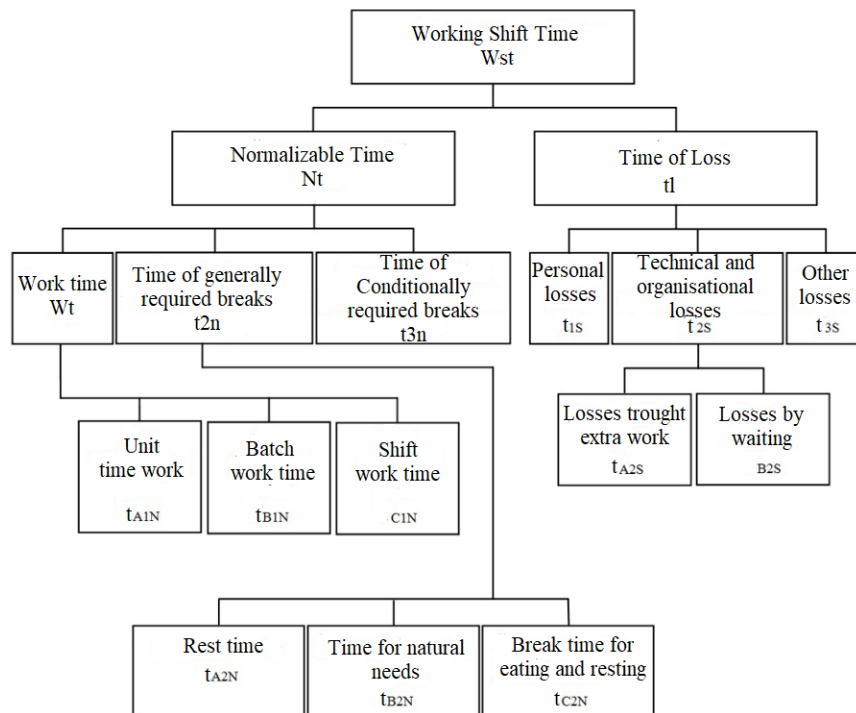 Working Shift Time
Wst
Normalizable Time
Nt
Time of Loss
tl
Work time
Wt
Time of generally
required breaks
t2n
Time of
Conditionally
required breaks
t3n
Personal
losses
t1S
Technical and
organisational
losses
t2S
Other
losses
t3S
Unit
time work
tA1N
Batch
work time
tB1N
Shift
work time
C1N
Losses trought
extra work
tA2S
Losses by
waiting
B2S
Rest time
tA2N
Time for natural
needs
tB2N
Break time for
eating and resting
tC2N